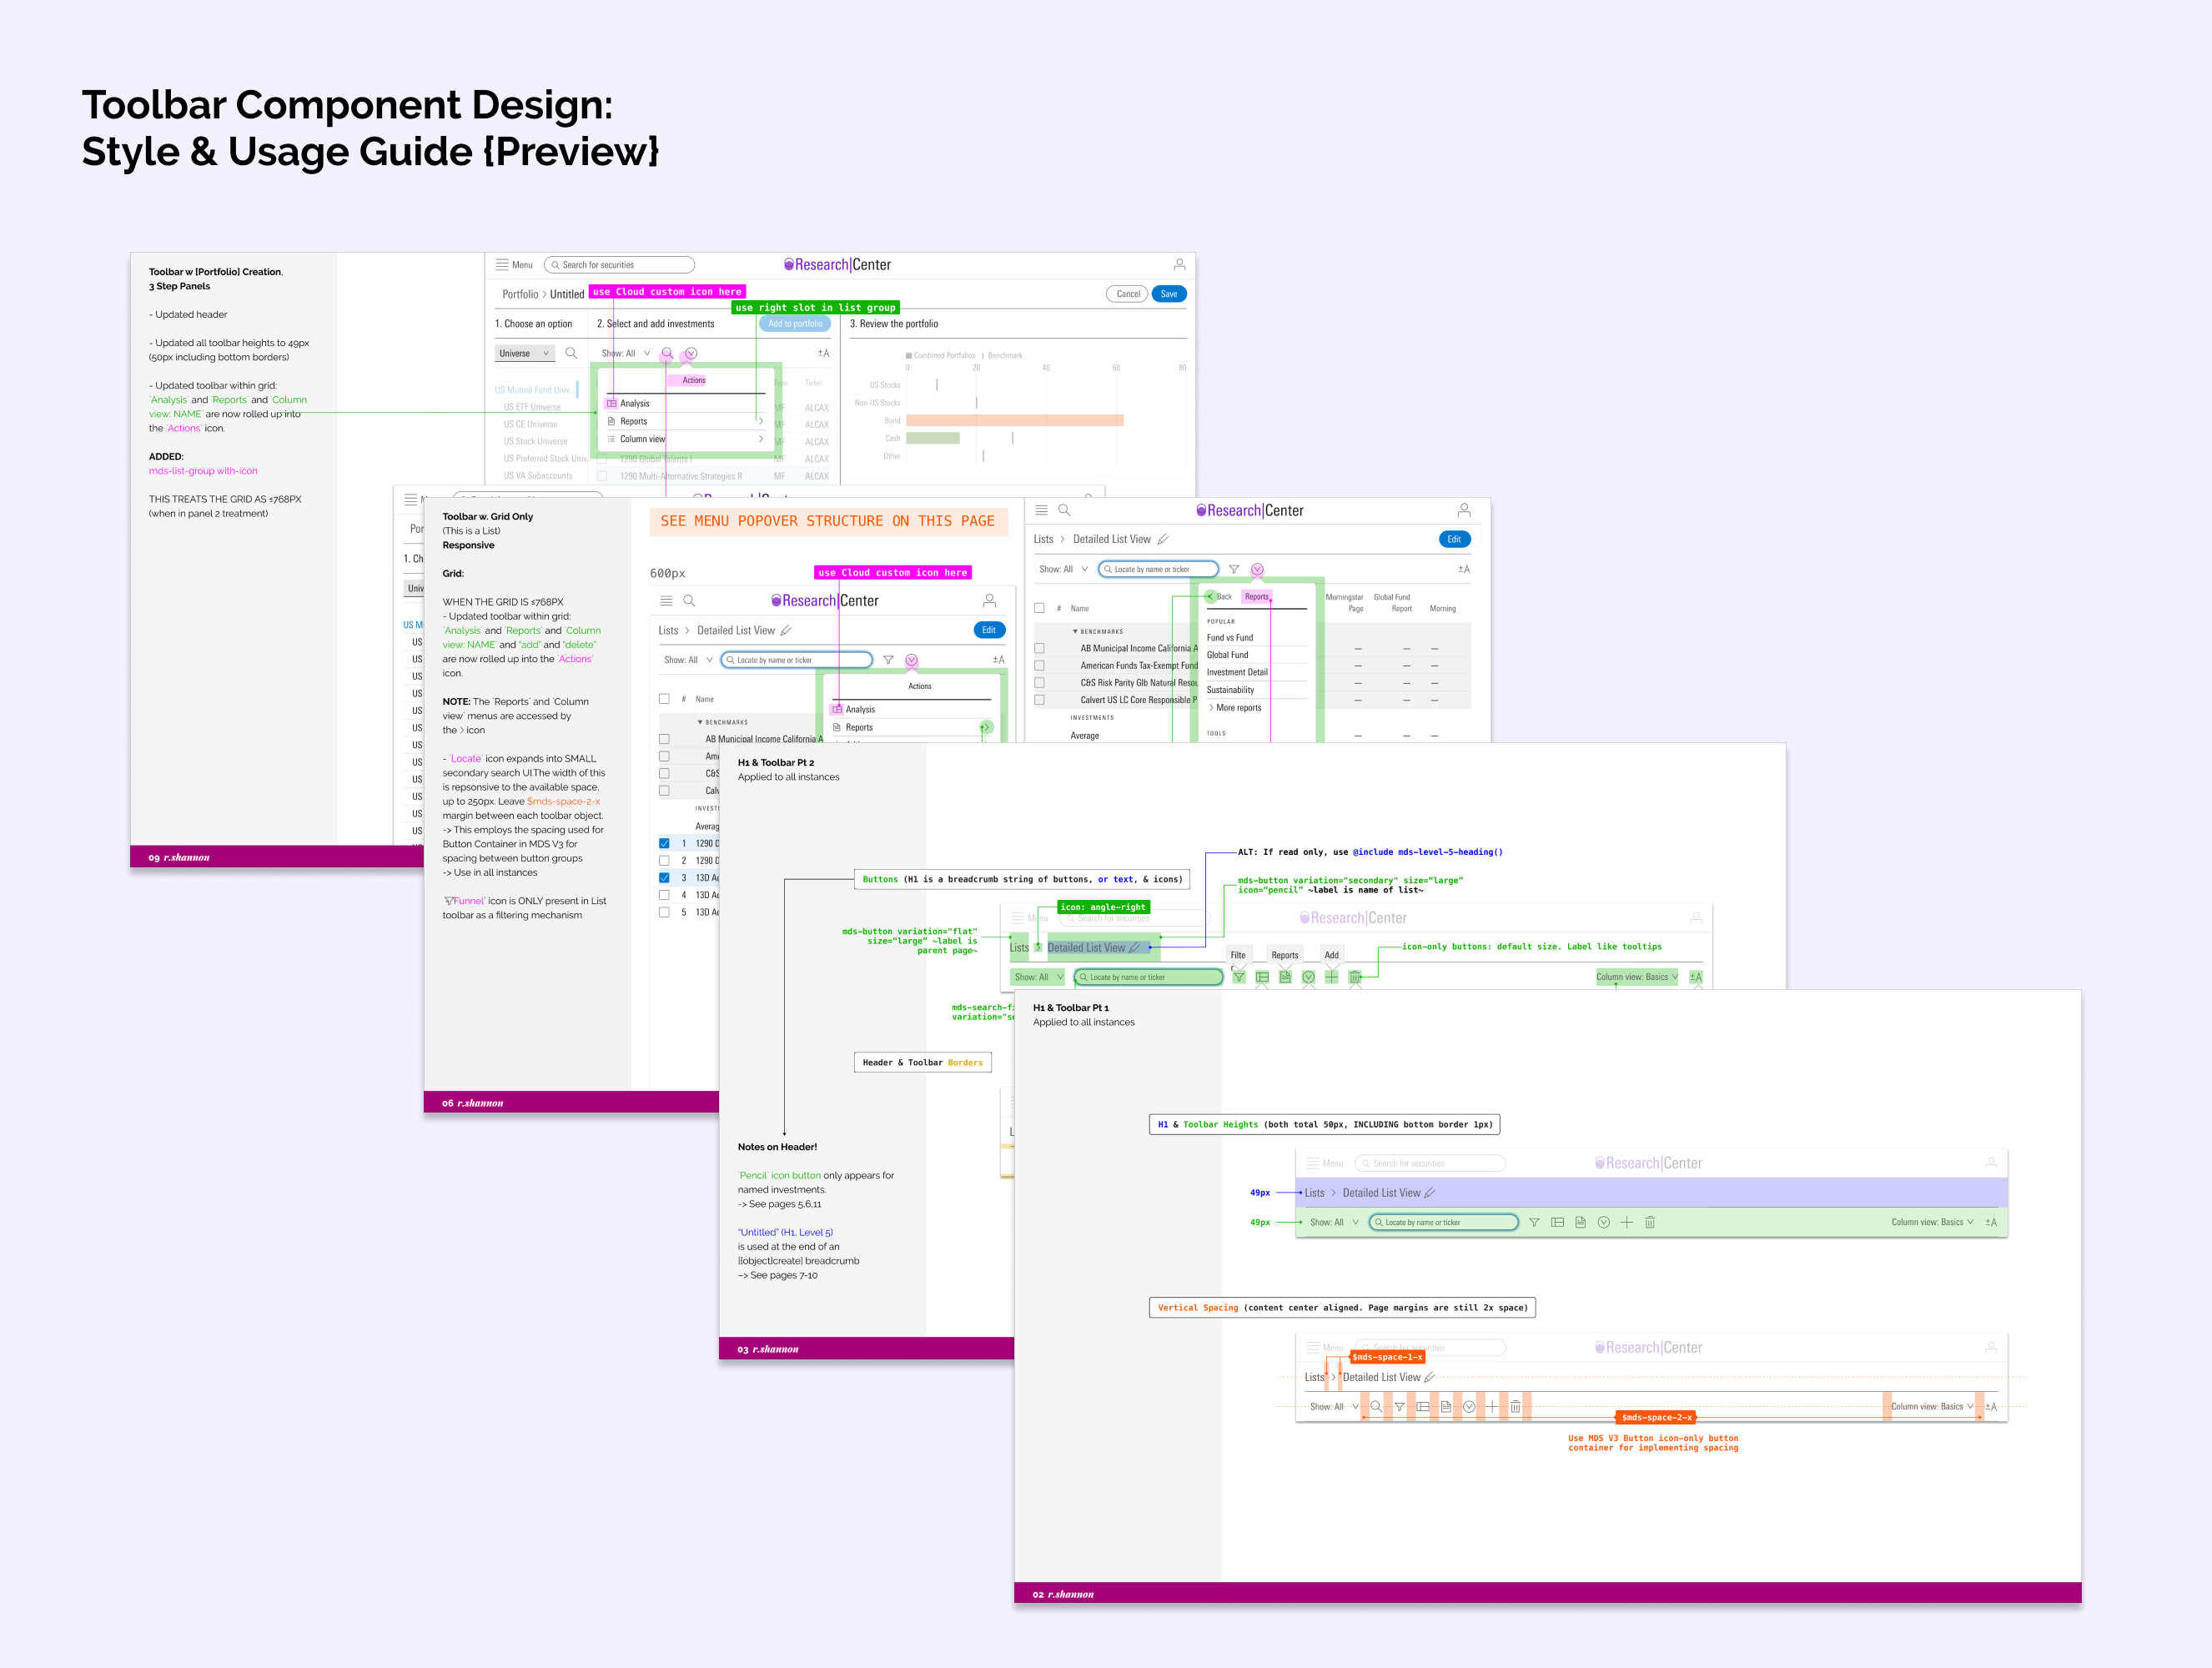 Toolbar Component Design:
Style & Usage Guide {Preview}
Toolbar w [Portfolio] Creation,
3 Step Panels
- Updated header
- Updated all toolbar heights to 49px
(50px including bottom borders)
- Updated toolbar within grid:
`Analysis` and `Reports` and `Column
view: NAME` are now rolled up into
the `Actions` icon.
ADDED:
mds-list-group with-icon
THIS TREATS THE GRID AS ≤768PX
(when in panel 2 treatment)
09 r.shannon
Menu
Search for securities
Research|Center
Portfolio > Untitled
use Cloud custom icon here
Cancel
Save
use right slot in list group
1. Choose an option
2. Select and add investments
Add to portfolio
3. Review the portfolio
Universe
Show: All
±A
Combined Portfolios
Benchmark
0 20 40 60 80
US Stocks
Non-US Stocks
Bond
Cash
Other
US Mutual Fund Univ...
US ETF Universe
US CE Universe
US Stock Universe
US Preferred Stock Univ.
US VA Subaccounts
Actions
Analysis
Reports
Column view
Ticker
MF ALCAX
MF ALCAX
MF ALCAX
1290 Global Talents I
MF ALCAX
1290 Multi-Alternative Strategies R
MF ALCAX
Toolbar w. Grid Only
(This is a List)
Responsive
Grid:
WHEN THE GRID IS ≤768PX
- Updated toolbar within grid:
`Analysis` and `Reports` and `Column
view: NAME` and “add” and “delete”
are now rolled up into the `Actions`
icon.
NOTE: The `Reports` and `Column
view` menus are accessed by
the > icon
- `Locate` icon expands into SMALL
secondary search UI.The width of this
is repsonsive to the available space,
up to 250px. Leave $mds-space-2-x
margin between each toolbar object.
-> This employs the spacing used for
Button Container in MDS V3 for
spacing between button groups
-> Use in all instances
`Funnel` icon is ONLY present in List
toolbar as a filtering mechanism
06 r.shannon
SEE MENU POPOVER STRUCTURE ON THIS PAGE
600px
use Cloud custom icon here
Research|Center
Lists > Detailed List View
Edit
Show: All
Locate by name or ticker
±A
# Name
Actions
Analysis
Reports
BENCHMARKS
AB Municipal Income California A
Averag
1 1290 D
2 1290 D
3 13D Ac
4 13D Ac
5 13D Ac
Research|Center
Lists > Detailed List View
Edit
Show: All
Locate by name or ticker
±A
# Name
Back
Reports
Morningstar
Page
Global Fund
Report
Morning
BENCHMARKS
POPULAR
Fund vs Fund
AB Municipal Income California A
Global Fund
American Funds Tax-Exempt Fund
Investment Detail
C&S Risk Parity Glb Natural Resou
Sustainability
Calvert US LC Core Responsible P
> More reports
INVESTMENTS
Average
TOOLS
H1 & Toolbar Pt 2
Applied to all instances
Buttons (H1 is a breadcrumb string of buttons, or text, & icons)
ALT: If read only, use @include mds-level-5-heading()
mds-button variation="secondary" size=“large”
icon=“pencil” ~label is name of list~
icon: angle-right
Menu
Search for securities
Research|Center
mds-button variation="flat"
size=“large” ~label is
parent page~
Lists
Detailed List View
Filte
Reports
Add
icon-only buttons: default size. Label like tooltips
Show: All
Locate by name or ticker
Column view: Basics
±A
mds-search-fi
variation="se
Header & Toolbar Borders
Notes on Header!
`Pencil` icon button only appears for
named investments.
-> See pages 5,6,11
“Untitled” (H1, Level 5)
is used at the end of an
[[object]create] breadcrumb
–> See pages 7-10
03 r.shannon
H1 & Toolbar Pt 1
Applied to all instances
H1 & Toolbar Heights (both total 50px, INCLUDING bottom border 1px)
Menu
Search for securities
Research|Center
49px
Lists > Detailed List View
49px
Show: All
Locate by name or ticker
Column view: Basics
±A
Vertical Spacing (content center aligned. Page margins are still 2x space)
Menu
Search for securities
Research|Center
$mds-space-1-x
Lists > Detailed List View
Show: All
Column view: Basics
±A
$mds-space-2-x
Use MDS V3 Button icon-only button
container for implementing spacing
02 r.shannon